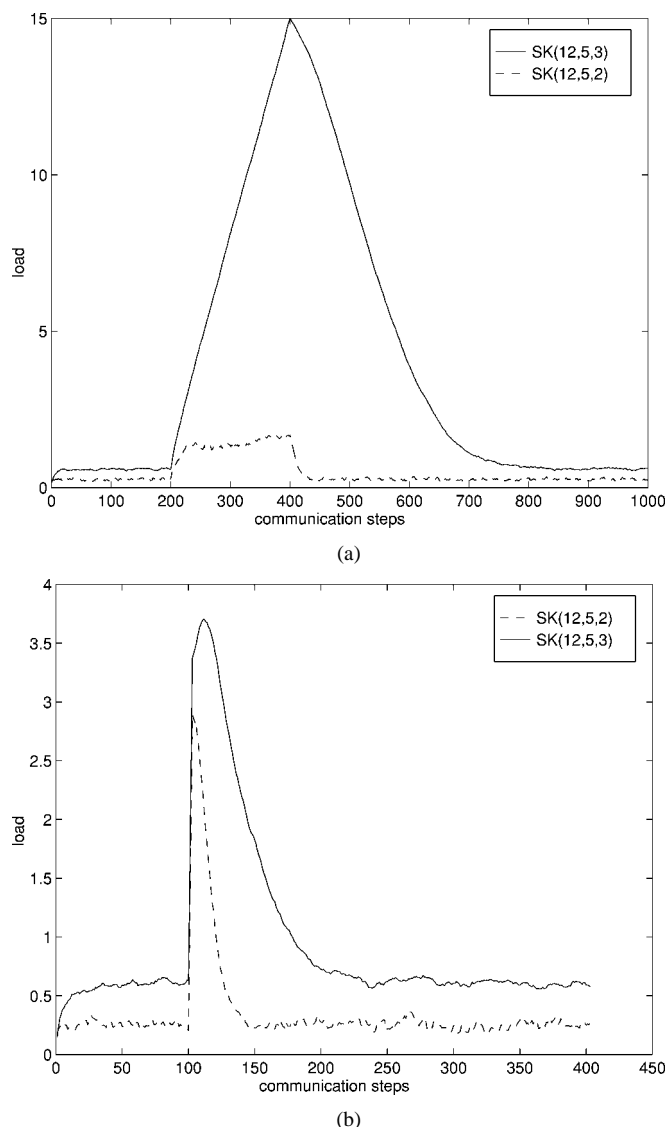 15
10
5
0
load
SK(12,5,3)
SK(12,5,2)
0 100 200 300 400 500 600 700 800 900 1000
communication steps
(a)
4
3.5
3
2.5
2
1.5
1
0.5
0
load
SK(12,5,2)
SK(12,5,3)
0 50 100 150 200 250 300 350 400 450
communication steps
(b)